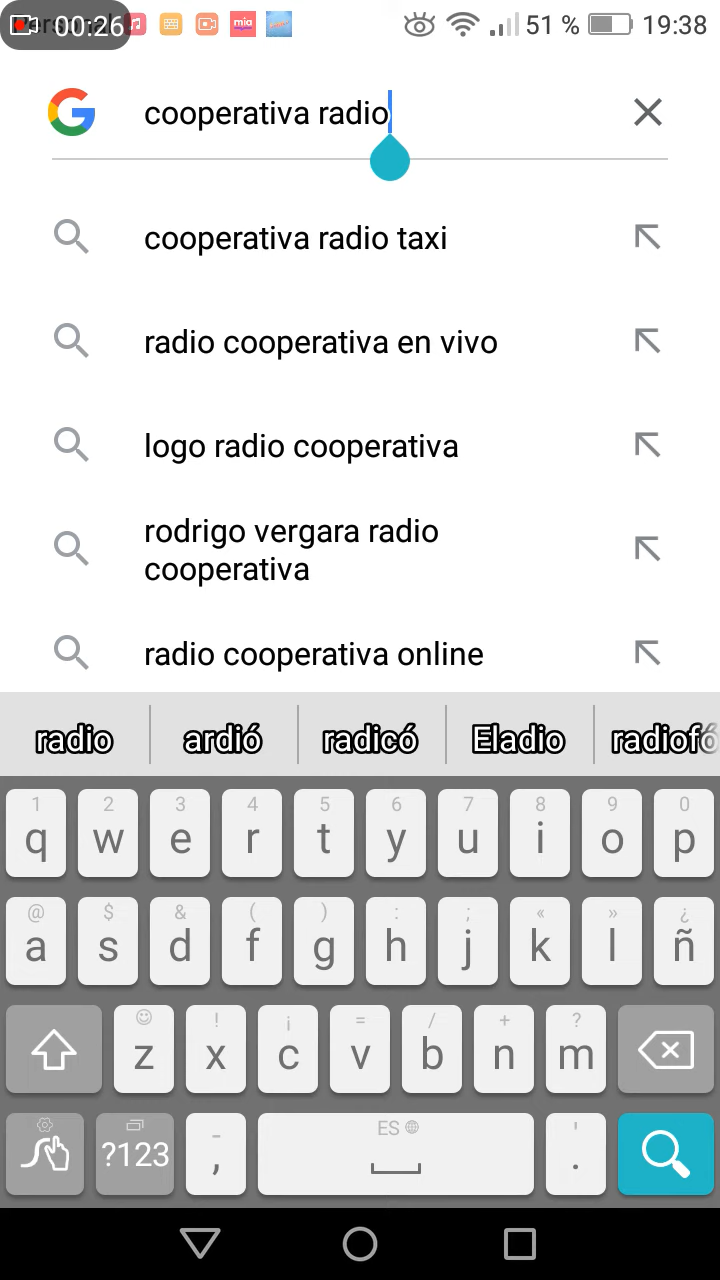 00:26 mia 51 % 19:38
cooperativa radio
cooperativa radio taxi
radio cooperativa en vivo
logo radio cooperativa
rodrigo vergara radio
cooperativa
radio cooperativa online
radio ardió radicó Eladio radiofó
1 2 3 4 5 6 7 8 9 0
q w e r t y u i o p
@ $ & ( ) : ; « » ¿
a s d f g h j k l ñ
! ¡ = / + ?
z x c v b n m
- ES '
?123 , .